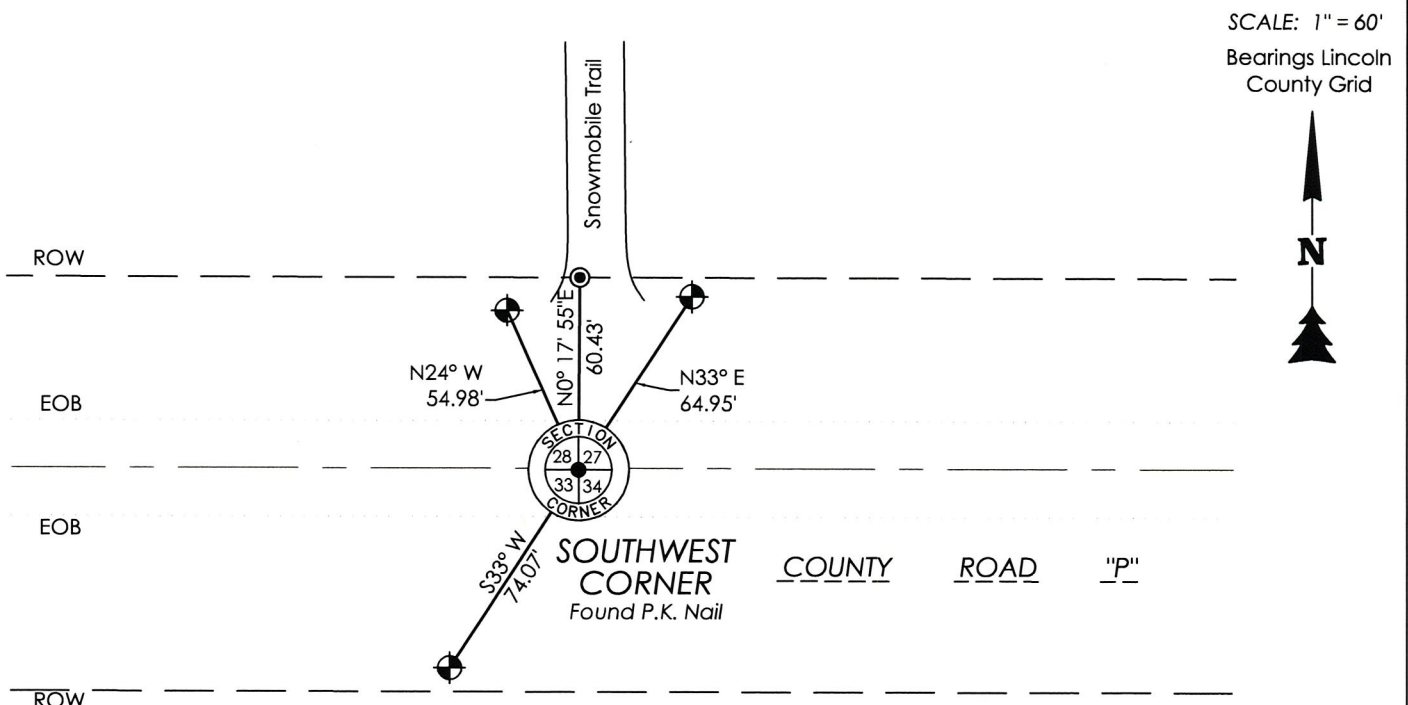 SCALE: 1" = 60'
Bearings Lincoln
County Grid
N
Snowmobile Trail
ROW
N0° 17' 55"E
60.43'
N24° W
54.98'
N33° E
64.95'
EOB
SECTION
28 27
33 34
CORNER
EOB
S33° W
74.07'
SOUTHWEST
CORNER
Found P.K. Nail
COUNTY ROAD "P"
ROW